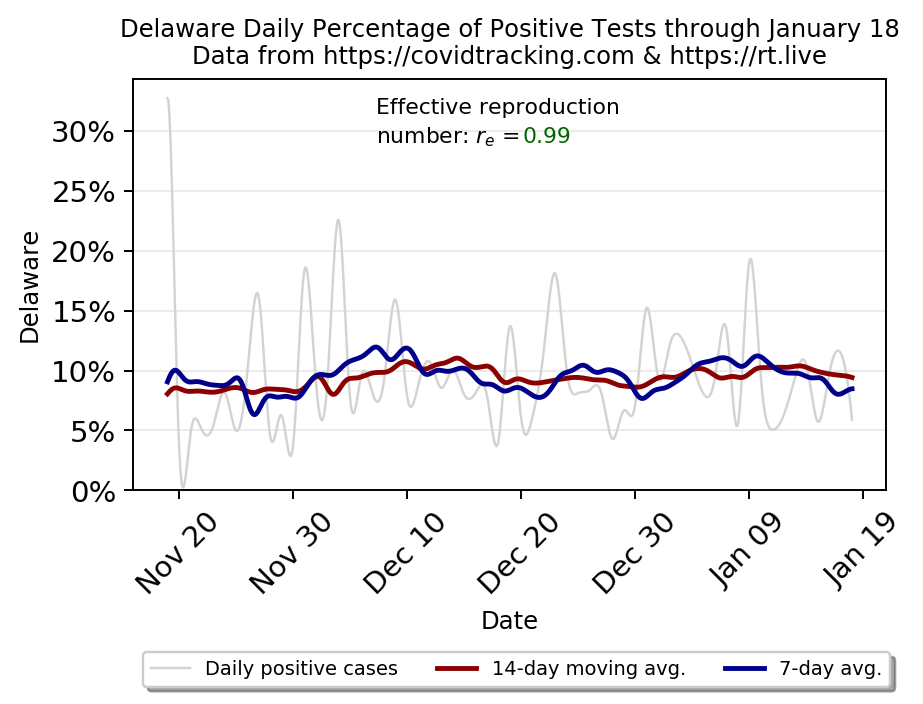 Delaware Daily Percentage of Positive Tests through January 18
Data from https://covidtracking.com & https://rt.live
Effective reproduction
number: rₑ =0.99
30%
25%
20%
15%
10%
5%
0%
Delaware
Nov 20
Nov 30
Dec 10
Dec 20
Dec 30
Jan 09
Jan 19
Date
Daily positive cases
14-day moving avg.
7-day avg.